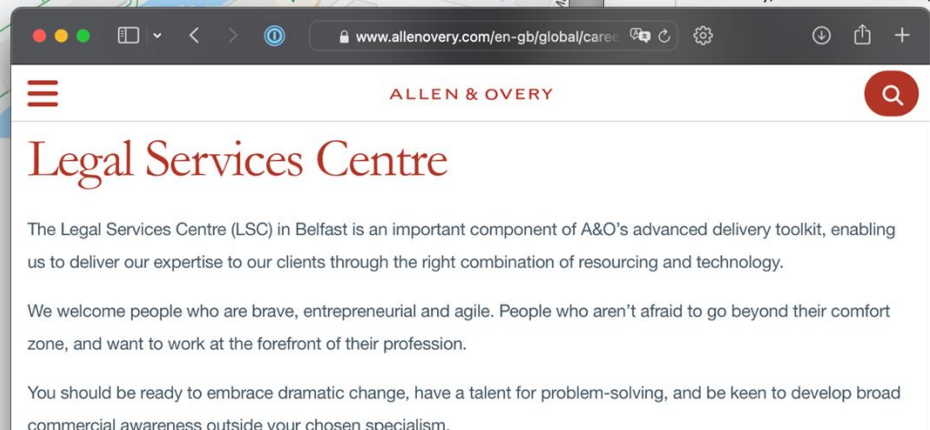 www.allenovery.com/en-gb/global/caree
ALLEN & OVERY
Legal Services Centre
The Legal Services Centre (LSC) in Belfast is an important component of A&O’s advanced delivery toolkit, enabling
us to deliver our expertise to our clients through the right combination of resourcing and technology.
We welcome people who are brave, entrepreneurial and agile. People who aren’t afraid to go beyond their comfort
zone, and want to work at the forefront of their profession.
You should be ready to embrace dramatic change, have a talent for problem-solving, and be keen to develop broad
commercial awareness outside your chosen specialism.